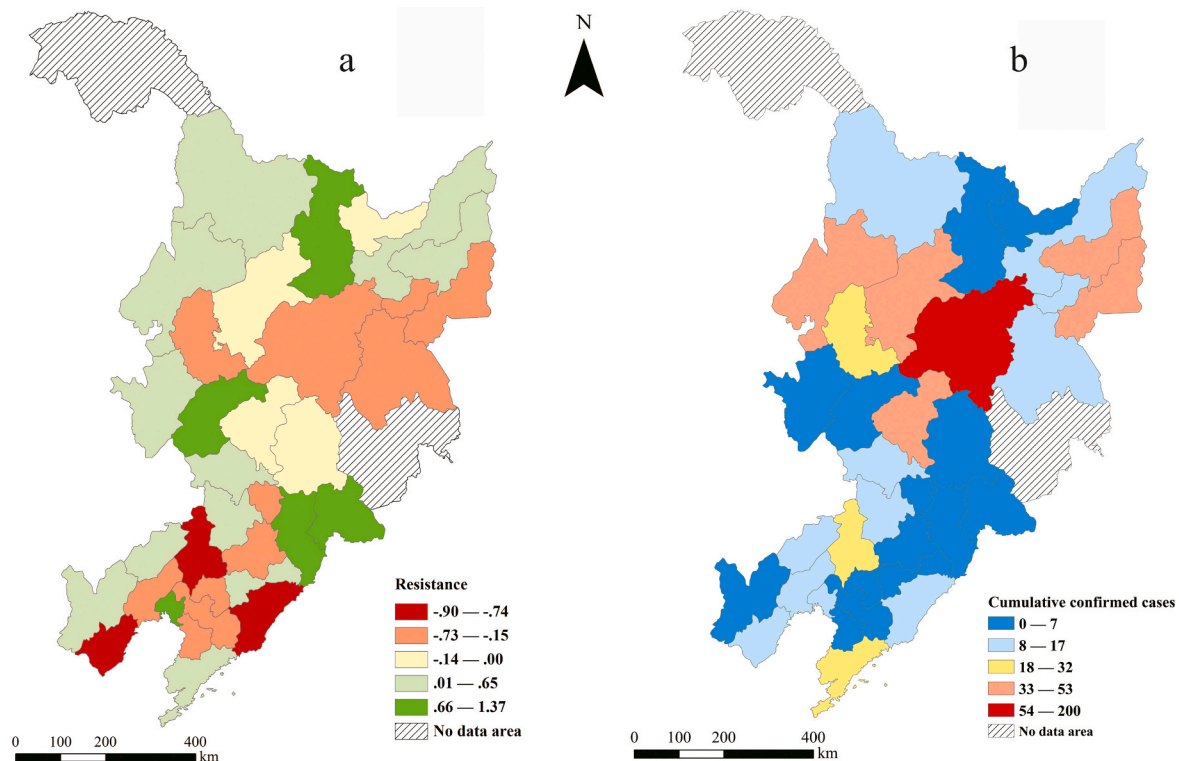 a
N
b
Resistance
-.90 — -.74
-.73 — -.15
-.14 — .00
.01 — .65
.66 — 1.37
No data area
0 100 200 400
km
Cumulative confirmed cases
0 — 7
8 — 17
18 — 32
33 — 53
54 — 200
No data area
0 100 200 400
km